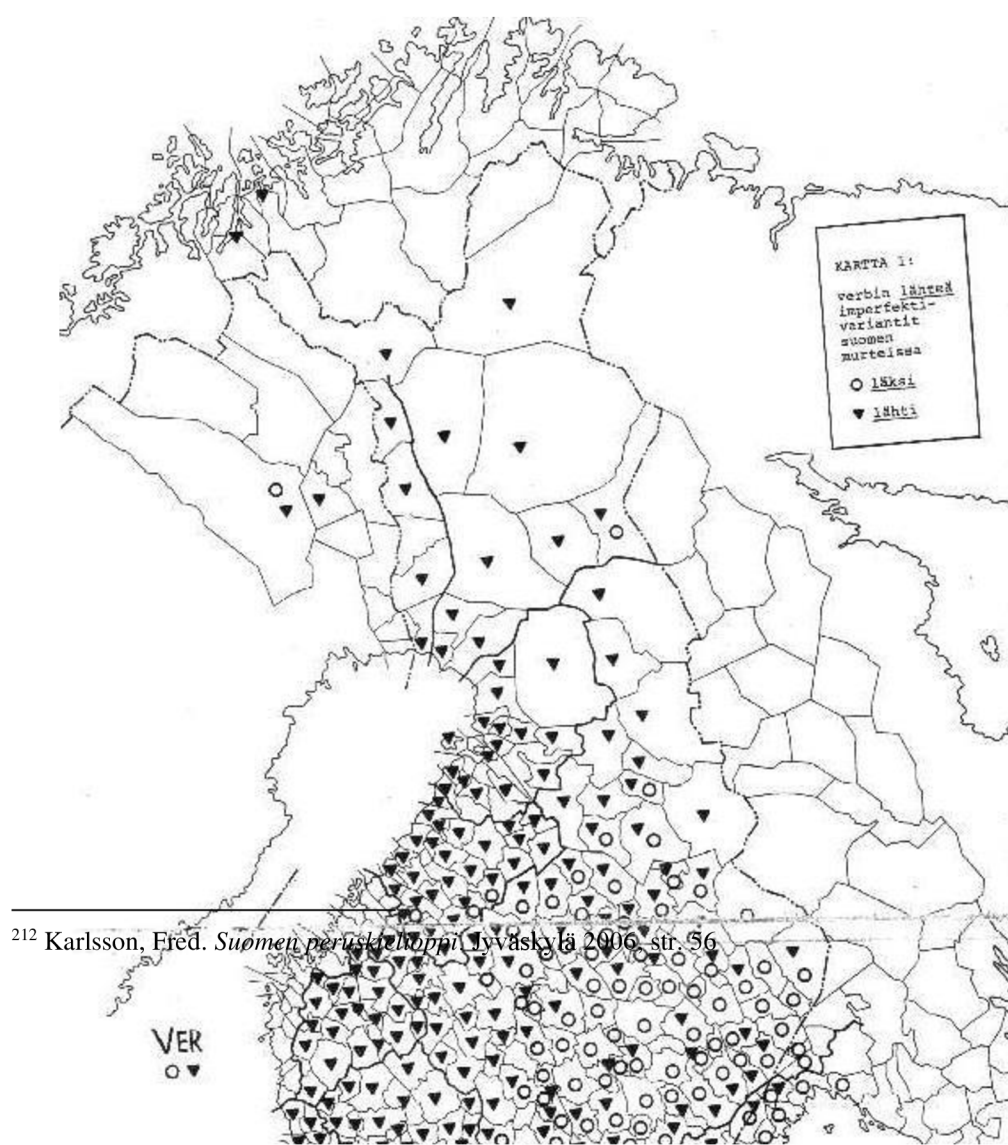 KARTTA 1:
verbin lähteä
imperfekti-
variantit
suomen
murteissa
läksi
lähti
212 Karlsson, Fred. Suomen peruskielioppi. Jyväskylä 2006, str. 56
VER